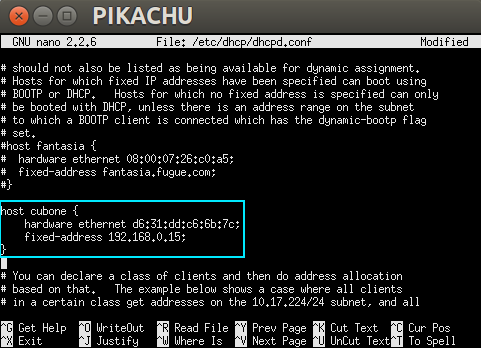 PIKACHU
GNU nano 2.2.6 File: /etc/dhcp/dhcpd.conf Modified
# should not also be listed as being available for dynamic assignment.
# Hosts for which fixed IP addresses have been specified can boot using
# BOOTP or DHCP.   Hosts for which no fixed address is specified can only
# be booted with DHCP, unless there is an address range on the subnet
# to which a BOOTP client is connected which has the dynamic-bootp flag
# set.
#host fantasia {
#  hardware ethernet 08:00:07:26:c0:a5;
#  fixed-address fantasia.fugue.com;
#}
host cubone {
    hardware ethernet d6:31:dd:c6:6b:7c;
    fixed-address 192.168.0.15;
}
# You can declare a class of clients and then do address allocation
# based on that.   The example below shows a case where all clients
# in a certain class get addresses on the 10.17.224/24 subnet, and all
^G Get Help ^O WriteOut ^R Read File ^Y Prev Page ^K Cut Text ^C Cur Pos
^X Exit ^J Justify ^W Where Is ^V Next Page ^U UnCut Text ^T To Spell